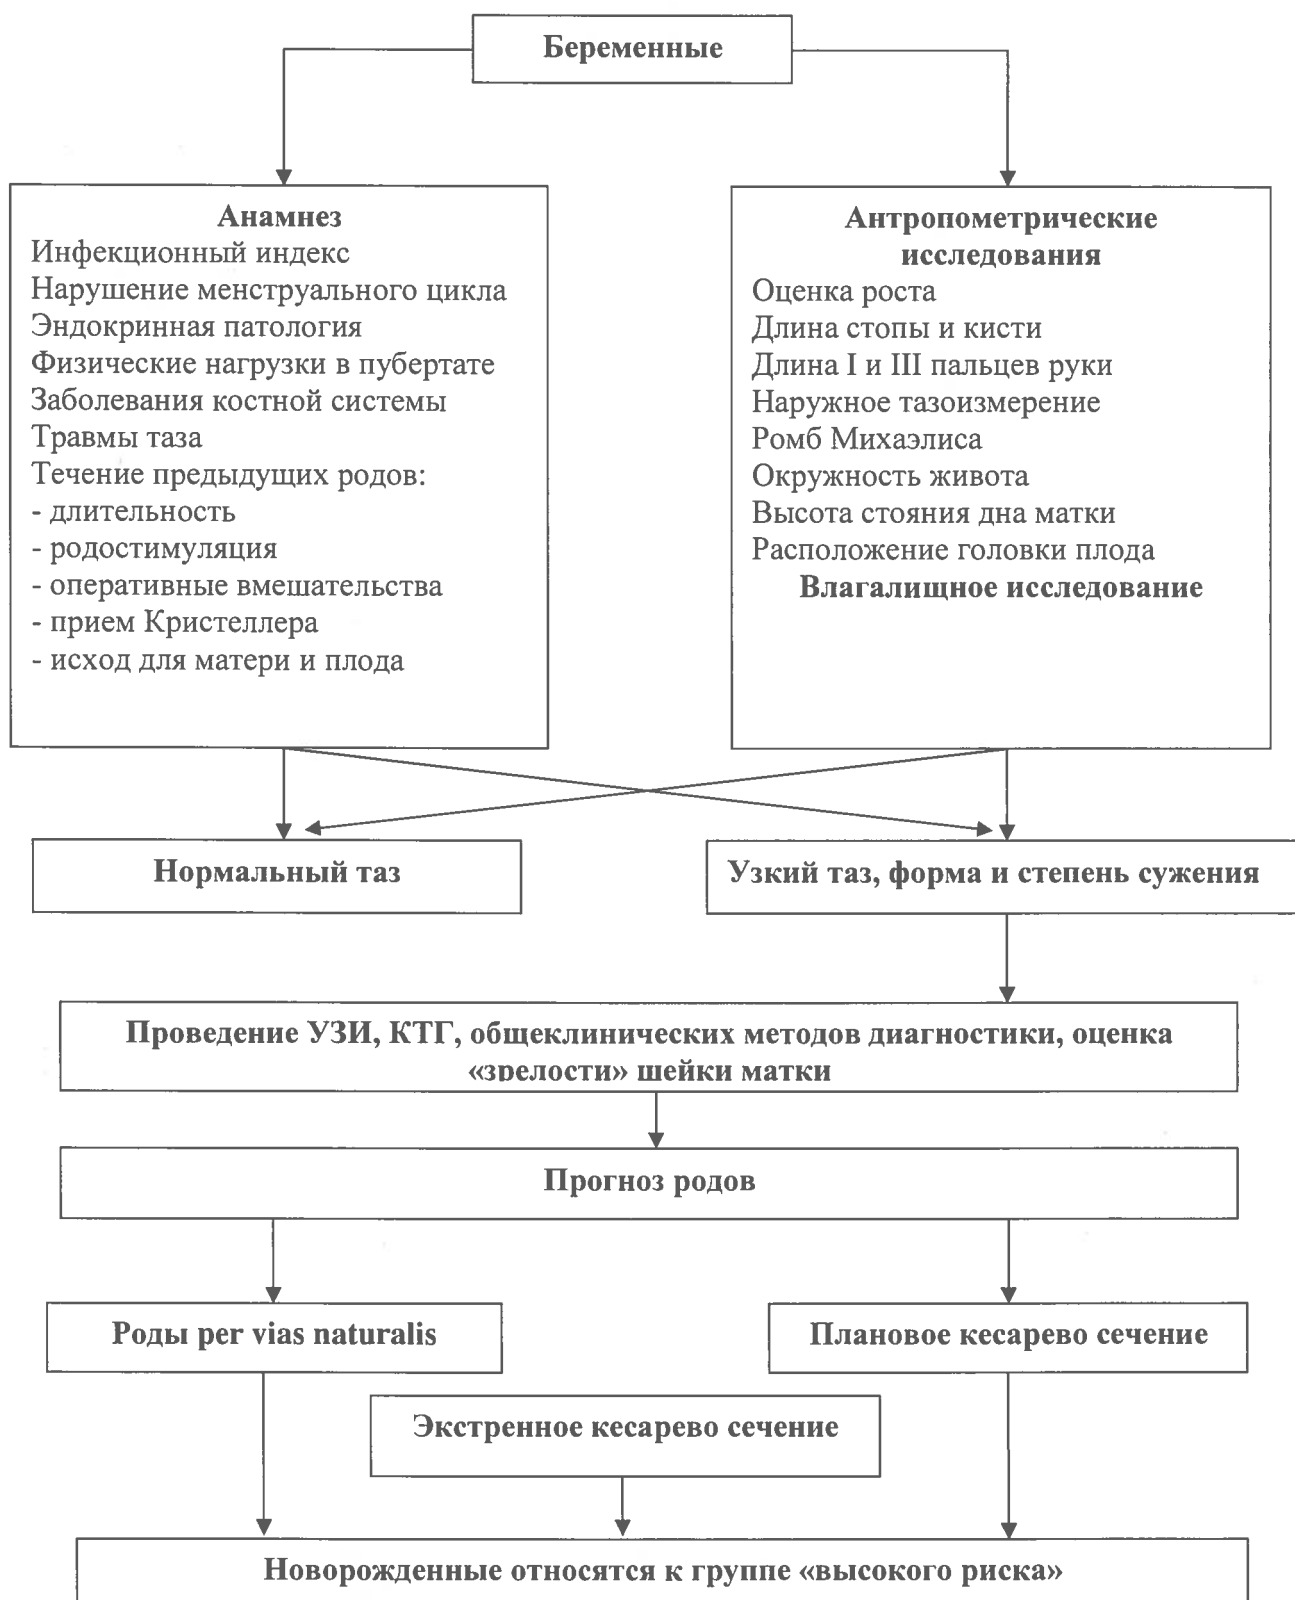 Беременные
Анамнез
Инфекционный индекс
Нарушение менструального цикла
Эндокринная патология
Физические нагрузки в пубертате
Заболевания костной системы
Травмы таза
Течение предыдущих родов:
- длительность
- родостимуляция
- оперативные вмешательства
- прием Кристеллера
- исход для матери и плода
Антропометрические
исследования
Оценка роста
Длина стопы и кисти
Длина I и III пальцев руки
Наружное тазоизмерение
Ромб Михаэлиса
Окружность живота
Высота стояния дна матки
Расположение головки плода
Влагалищное исследование
Нормальный таз
Узкий таз, форма и степень сужения
Проведение УЗИ, КТГ, общеклинических методов диагностики, оценка
«зрелости» шейки матки
Прогноз родов
Роды per vias naturalis
Плановое кесарево сечение
Экстренное кесарево сечение
Новорожденные относятся к группе «высокого риска»